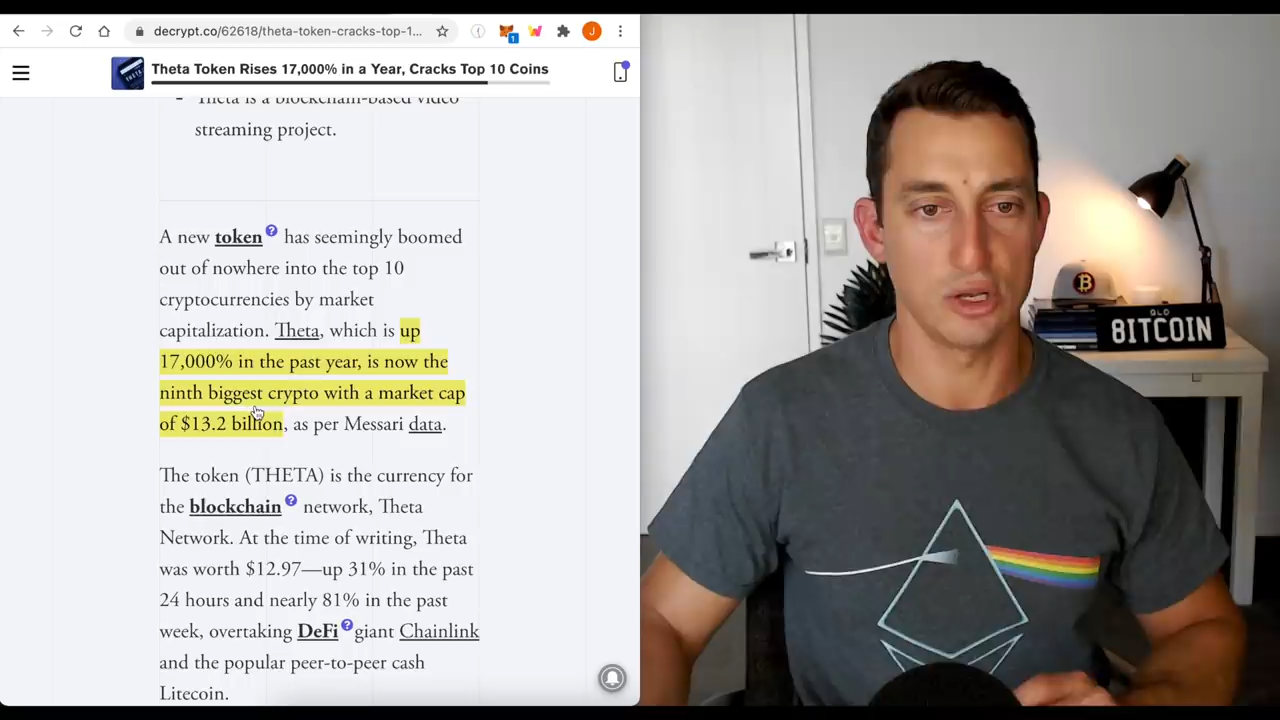 decrypt.co/62618/theta-token-cracks-top-1...
1
J
Theta Token Rises 17,000% in a Year, Cracks Top 10 Coins
THETA
Theta is a blockchain-based video
streaming project.
A new token ? has seemingly boomed
out of nowhere into the top 10
cryptocurrencies by market
capitalization. Theta, which is up
17,000% in the past year, is now the
ninth biggest crypto with a market cap
of $13.2 billion, as per Messari data.
The token (THETA) is the currency for
the blockchain ? network, Theta
Network. At the time of writing, Theta
was worth $12.97—up 31% in the past
24 hours and nearly 81% in the past
week, overtaking DeFi ? giant Chainlink
and the popular peer-to-peer cash
Litecoin.
QLD
8ITCOIN